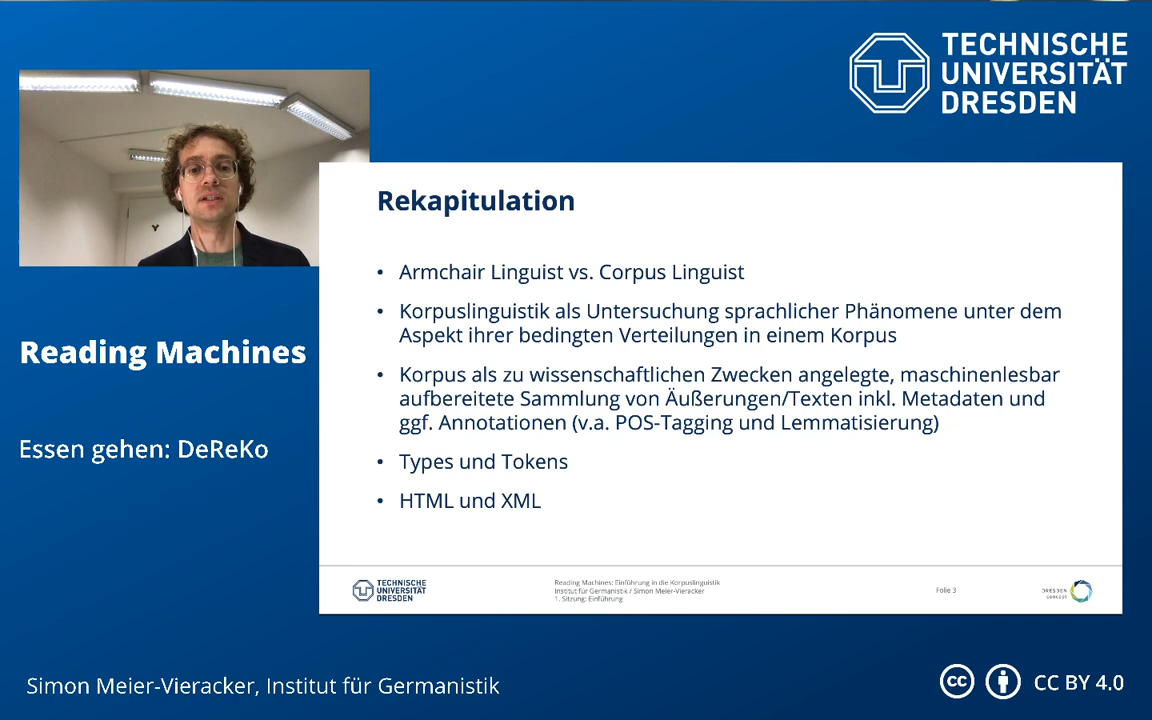 TECHNISCHE
UNIVERSITÄT
DRESDEN
Reading Machines
Essen gehen: DeReKo
Rekapitulation
• Armchair Linguist vs. Corpus Linguist
• Korpuslinguistik als Untersuchung sprachlicher Phänomene unter dem
Aspekt ihrer bedingten Verteilungen in einem Korpus
• Korpus als zu wissenschaftlichen Zwecken angelegte, maschinenlesbar
aufbereitete Sammlung von Äußerungen/Texten inkl. Metadaten und
ggf. Annotationen (v.a. POS-Tagging und Lemmatisierung)
• Types und Tokens
• HTML und XML
TECHNISCHE
UNIVERSITÄT
DRESDEN
Reading Machines: Einführung in die Korpuslinguistik
Institut für Germanistik / Simon Meier-Vieracker
1. Sitzung: Einführung
Folie 3
DRESDEN
concept
Simon Meier-Vieracker, Institut für Germanistik
cc
CC BY 4.0